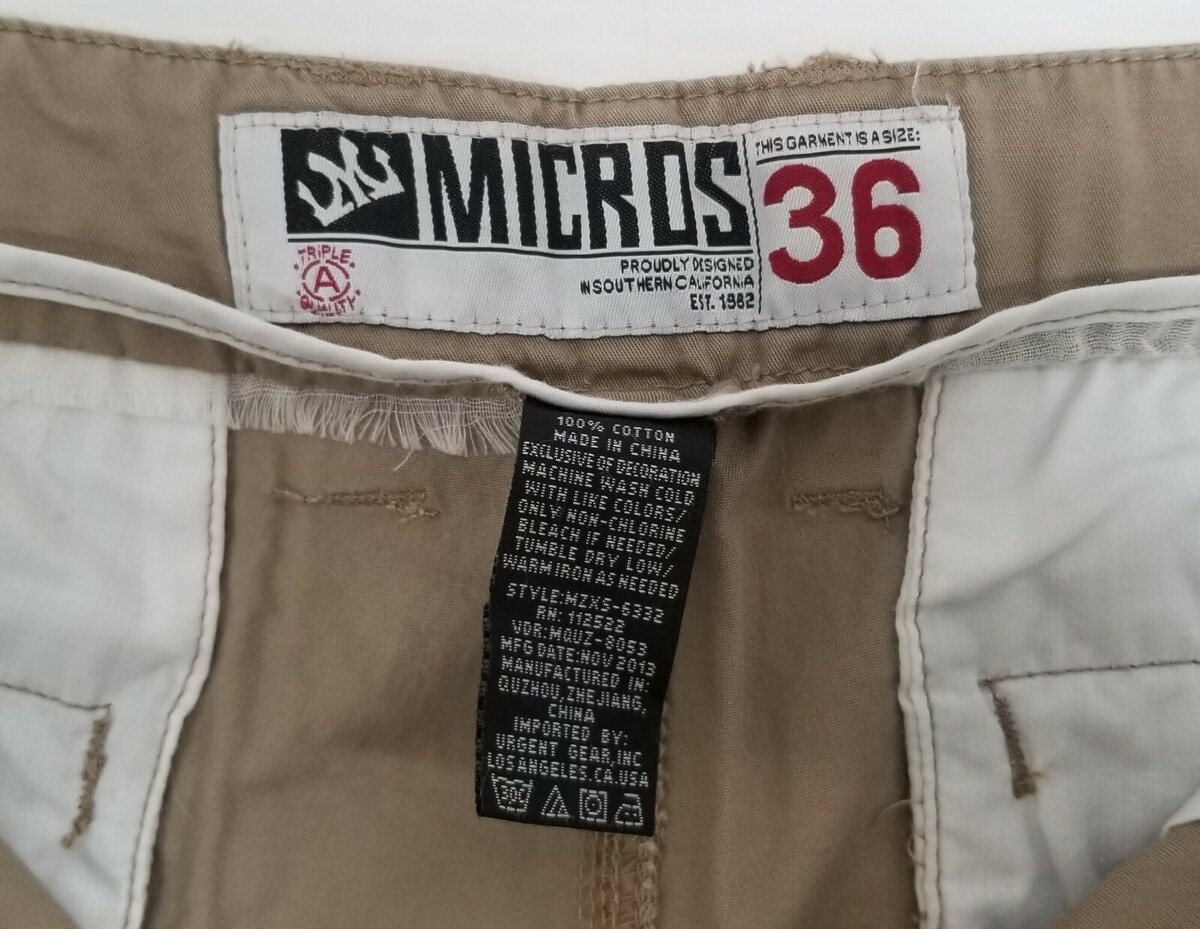 MICROS
THIS GARMENT IS A SIZE:
36
TRIPLE
A
QUALITY
PROUDLY DESIGNED
IN SOUTHERN CALIFORNIA
EST. 1982
100% COTTON
MADE IN CHINA
EXCLUSIVE OF DECORATION
MACHINE WASH COLD
WITH LIKE COLORS/
ONLY NON-CHLORINE
BLEACH IF NEEDED/
TUMBLE DRY LOW/
WARM IRON AS NEEDED
STYLE:MZXS-6332
RN: 112522
VDR:MQUZ-8053
MFG DATE:NOV 2013
MANUFACTURED IN:
QUZHOU,ZHEJIANG,
CHINA
IMPORTED BY:
URGENT GEAR,INC
LOS ANGELES,CA.USA
30C